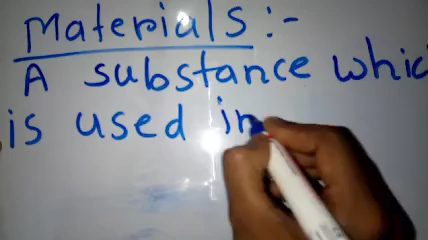 Materials :-
A substance whic
is used in